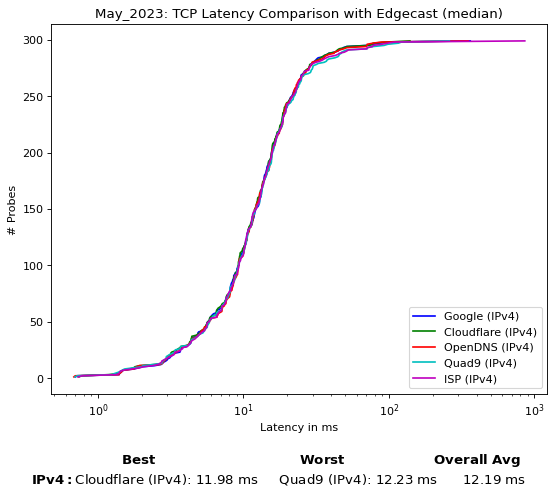 May_2023: TCP Latency Comparison with Edgecast (median)
# Probes
300
250
200
150
100
50
0
Google (IPv4)
Cloudflare (IPv4)
OpenDNS (IPv4)
Quad9 (IPv4)
ISP (IPv4)
10⁰ 10¹ 10² 10³
Latency in ms
Best Worst Overall Avg
IPv4: Cloudflare (IPv4): 11.98 ms Quad9 (IPv4): 12.23 ms 12.19 ms